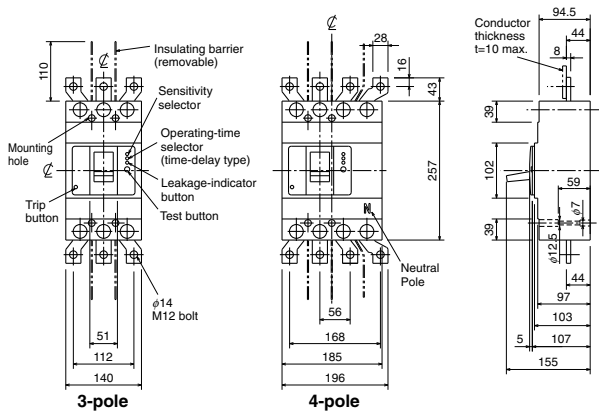 94.5
Conductor
thickness
t=10 max.
44
8
28
16
℄
℄
110
Insulating barrier
(removable)
Sensitivity
selector
43
39
Operating-time
selector
(time-delay type)
Mounting
hole
℄
257
102
Leakage-indicator
button
59
Trip
button
Test button
N
φ7
39
φ12.5
Neutral
Pole
44
φ14
M12 bolt
97
51
56
103
112
168
5
107
140
185
155
196
3-pole
4-pole